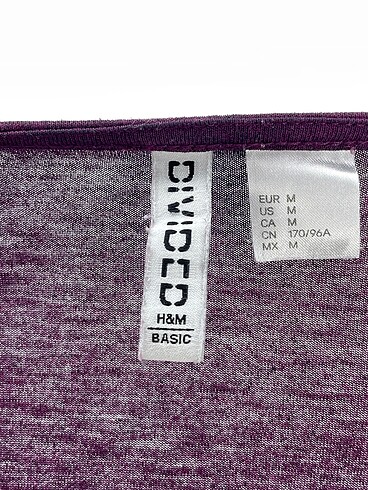 DIVIDED
H&M
BASIC
EUR M
US M
CA M
CN 170/96A
MX M